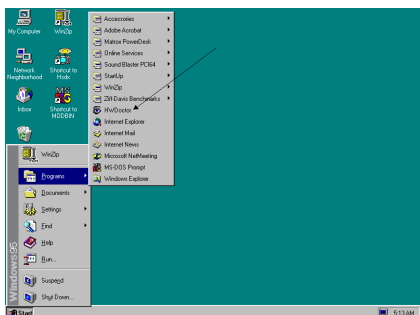 My Computer
WinZip
Network
Neighborhood
Shortcut to
Hsdx
Inbox
Shortcut to
MODBIN
Accessories
Adobe Acrobat
Matrox PowerDesk
Online Services
Sound Blaster PCI64
StartUp
WinZip
Ziff-Davis Benchmarks
HWDoctor
Internet Explorer
Internet Mail
Internet News
Microsoft NetMeeting
MS-DOS Prompt
Windows Explorer
WinZip
Programs
Documents
Settings
Find
Help
Run...
Suspend
Shut Down...
Windows95
Start
5:13 AM